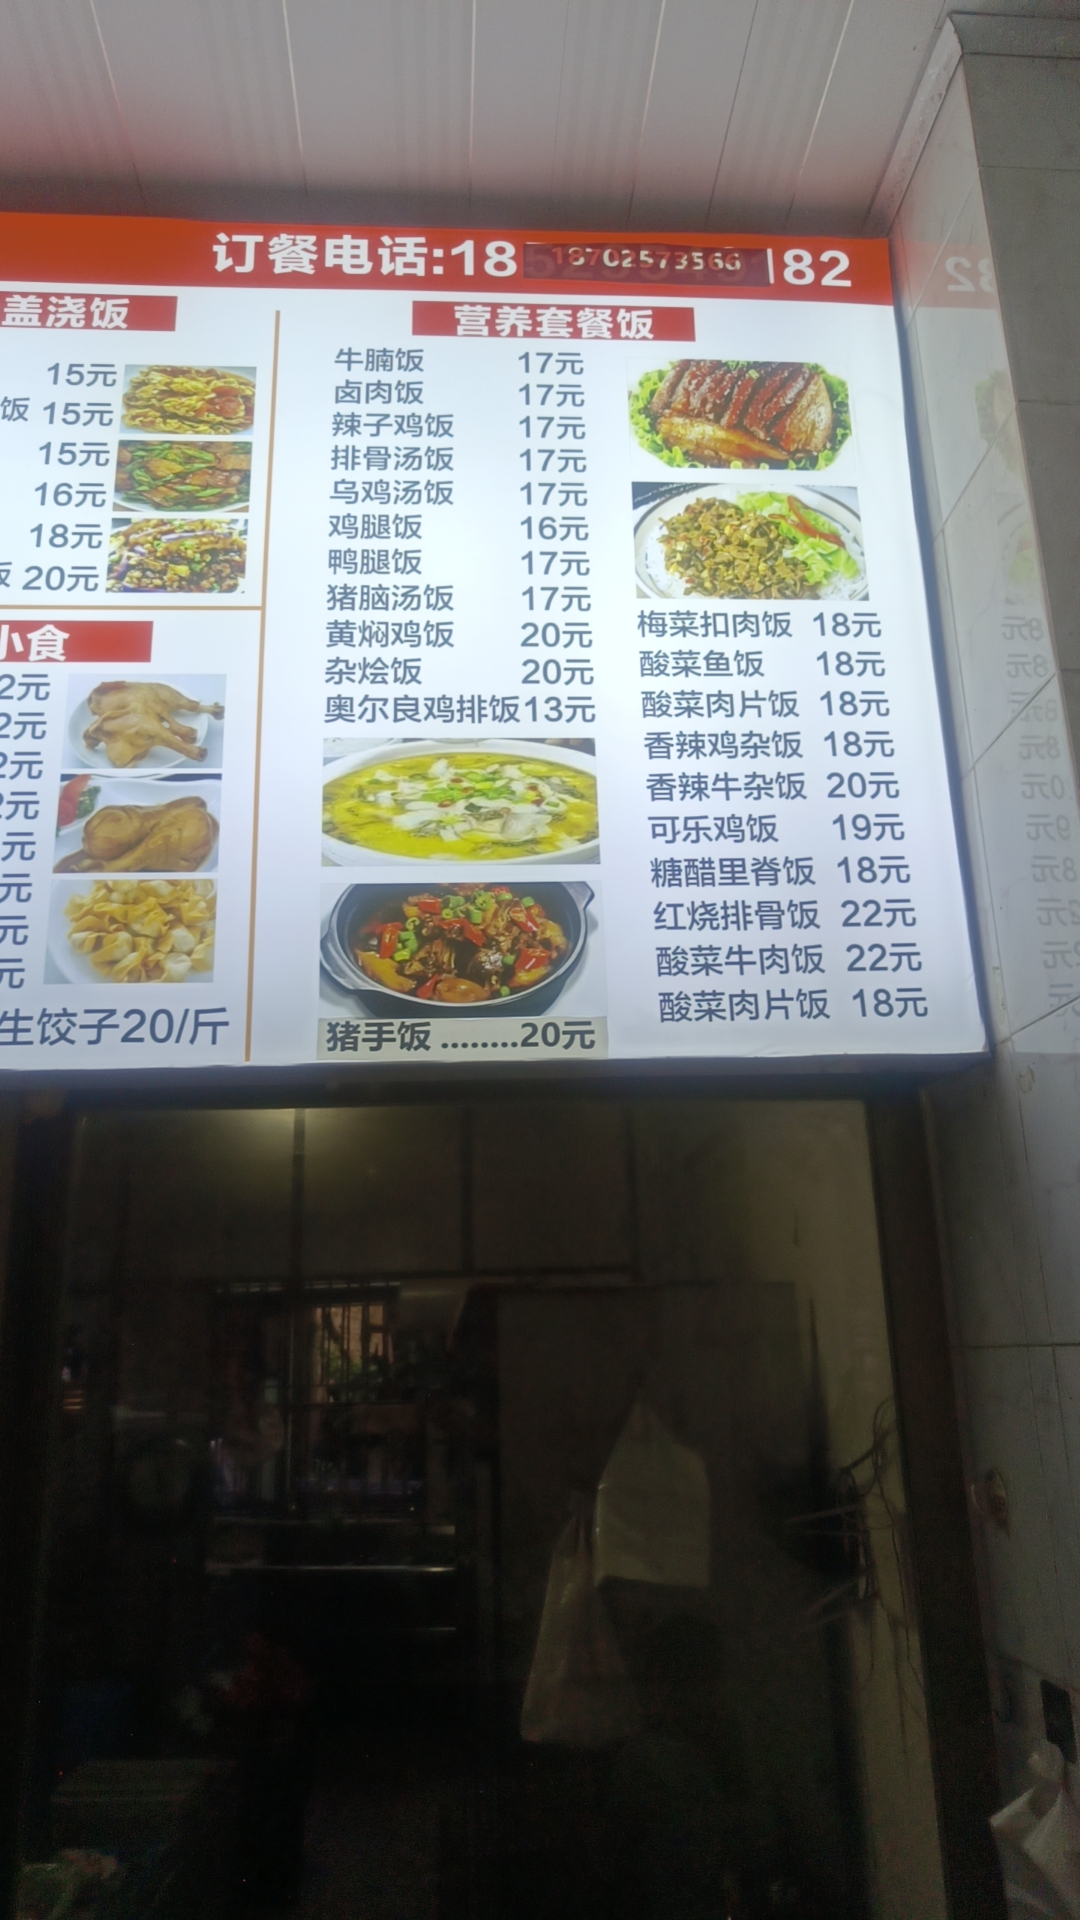 订餐电话:18 18702573566 82
盖浇饭
15元
饭 15元
15元
16元
18元
饭 20元
小食
2元
2元
2元
2元
元
元
元
元
生饺子20/斤
营养套餐饭
牛腩饭 17元
卤肉饭 17元
辣子鸡饭 17元
排骨汤饭 17元
乌鸡汤饭 17元
鸡腿饭 16元
鸭腿饭 17元
猪脑汤饭 17元
黄焖鸡饭 20元
杂烩饭 20元
奥尔良鸡排饭13元
猪手饭 ........20元
梅菜扣肉饭 18元
酸菜鱼饭 18元
酸菜肉片饭 18元
香辣鸡杂饭 18元
香辣牛杂饭 20元
可乐鸡饭 19元
糖醋里脊饭 18元
红烧排骨饭 22元
酸菜牛肉饭 22元
酸菜肉片饭 18元